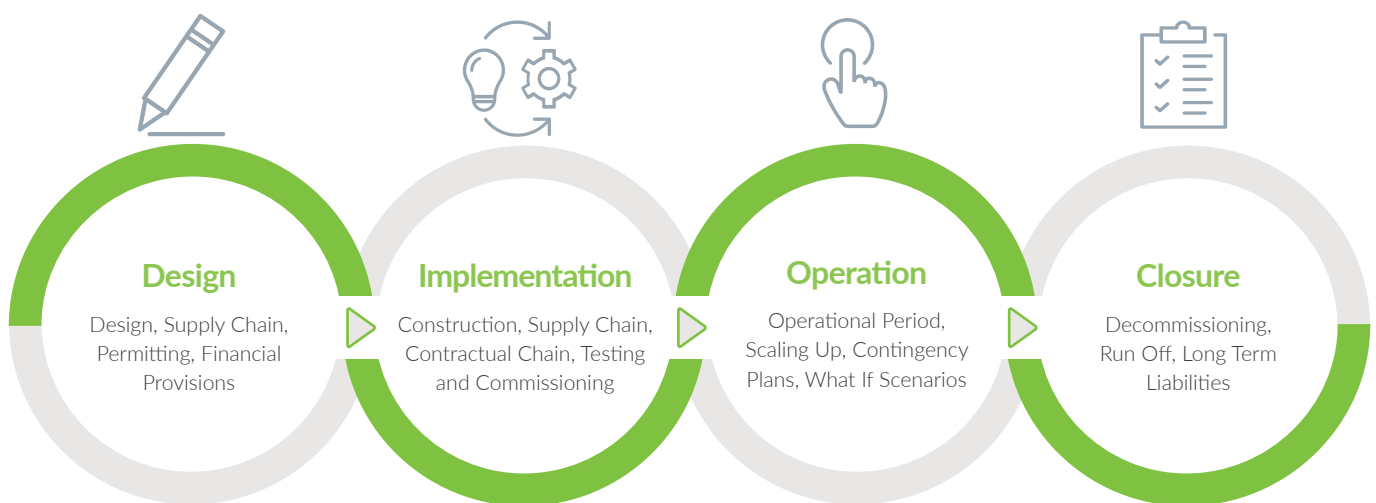 Design
Design, Supply Chain,
Permitting, Financial
Provisions
Implementation
Construction, Supply Chain,
Contractual Chain, Testing
and Commissioning
Operation
Operational Period,
Scaling Up, Contingency
Plans, What If Scenarios
Closure
Decommissioning,
Run Off, Long Term
Liabilities